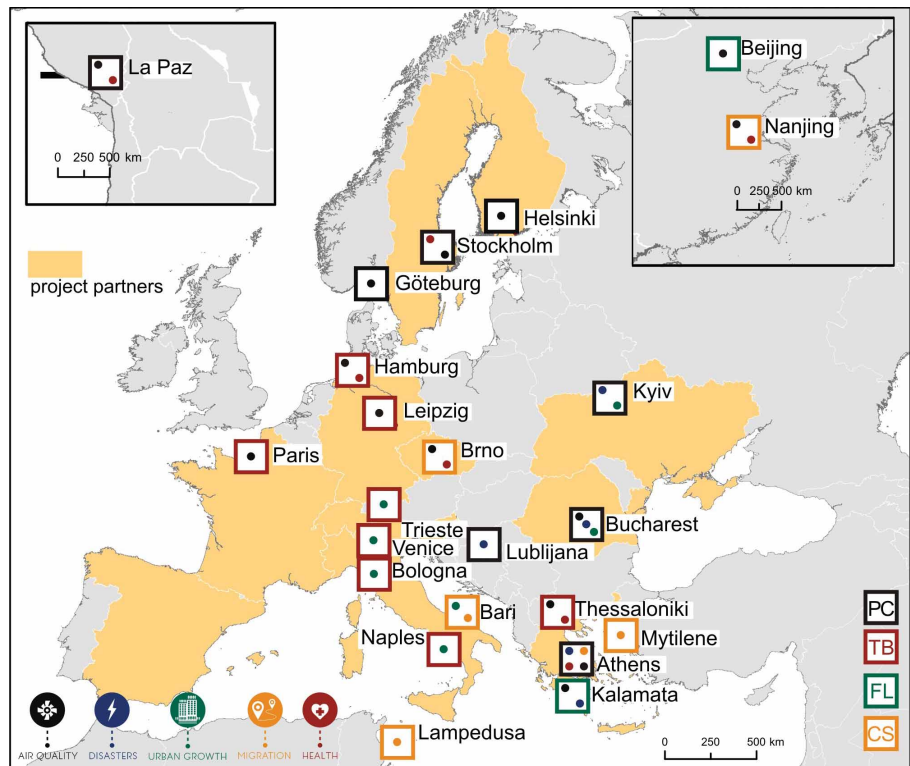 La Paz
0 250 500 km
Beijing
Nanjing
0 250 500 km
Helsinki
Stockholm
Göteburg
project partners
Hamburg
Leipzig
Kyiv
Paris
Brno
Bucharest
Trieste
Venice
Lublijana
Bologna
Bari
Thessaloniki
Mytilene
Naples
Athens
Kalamata
Lampedusa
PC
TB
FL
CS
AIR QUALITY
DISASTERS
URBAN GROWTH
MIGRATION
HEALTH
0 250 500 km